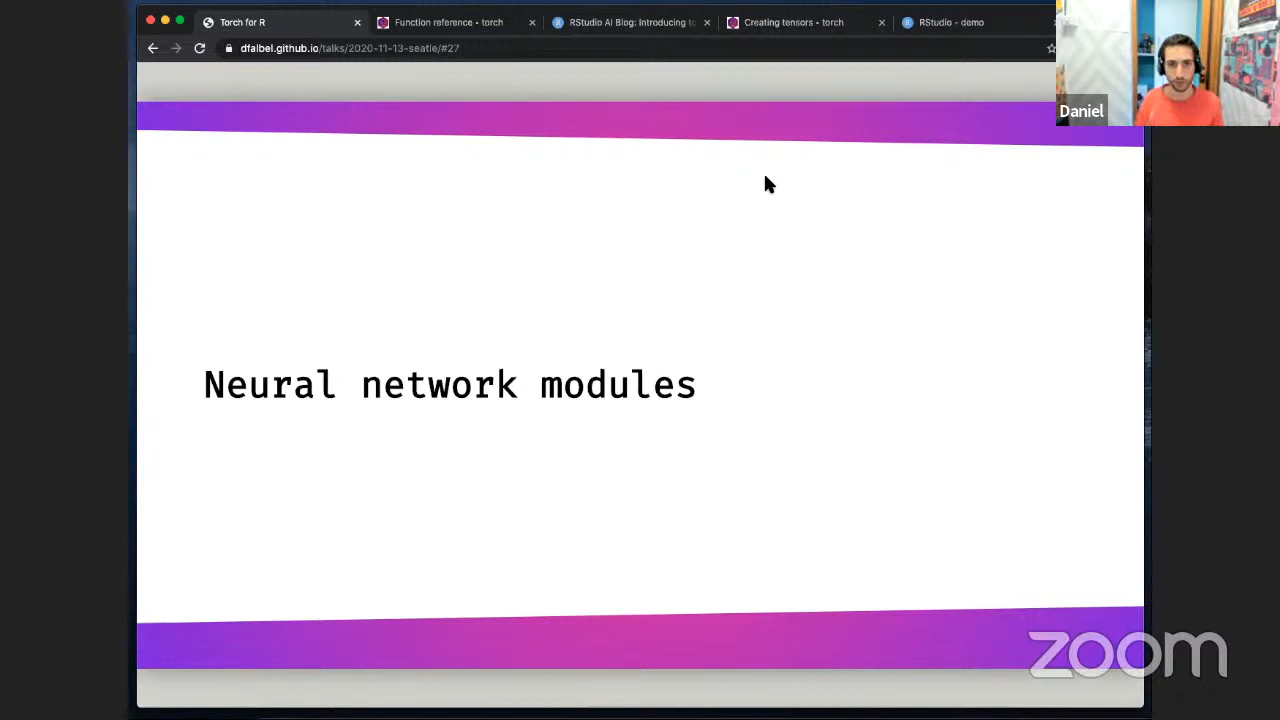 Torch for R
Function reference - torch
RStudio AI Blog: Introducing to
Creating tensors - torch
RStudio - demo
dfalbel.github.io/talks/2020-11-13-seatle/#27
Daniel
Neural network modules
zoom